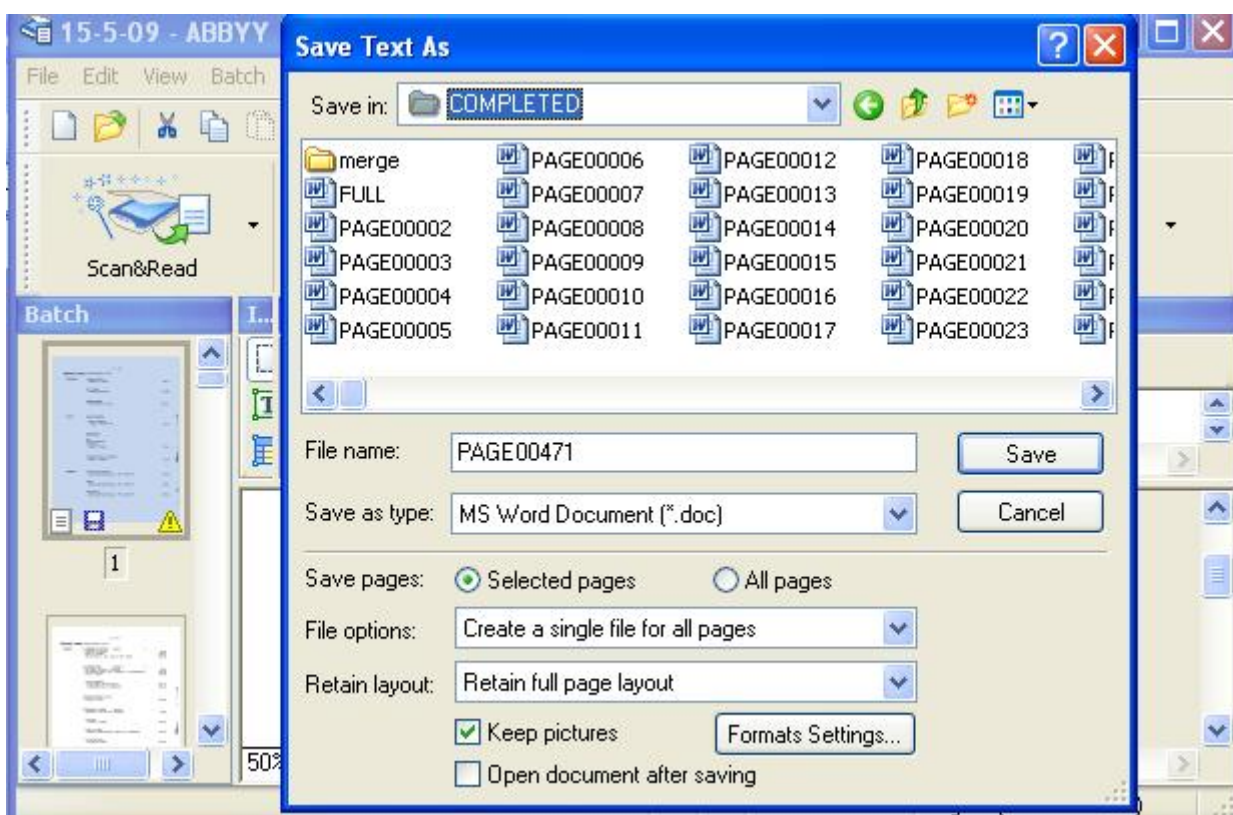 15-5-09 - ABBYY
Save Text As
File Edit View Batch
Save in: COMPLETED
merge PAGE00006 PAGE00012 PAGE00018
FULL PAGE00007 PAGE00013 PAGE00019
PAGE00002 PAGE00008 PAGE00014 PAGE00020
PAGE00003 PAGE00009 PAGE00015 PAGE00021
PAGE00004 PAGE00010 PAGE00016 PAGE00022
PAGE00005 PAGE00011 PAGE00017 PAGE00023
Scan&Read
Batch
I...
File name: PAGE00471 Save
Save as type: MS Word Document (*.doc) Cancel
1
Save pages: Selected pages All pages
File options: Create a single file for all pages
Retain layout: Retain full page layout
Keep pictures Formats Settings...
50%
Open document after saving